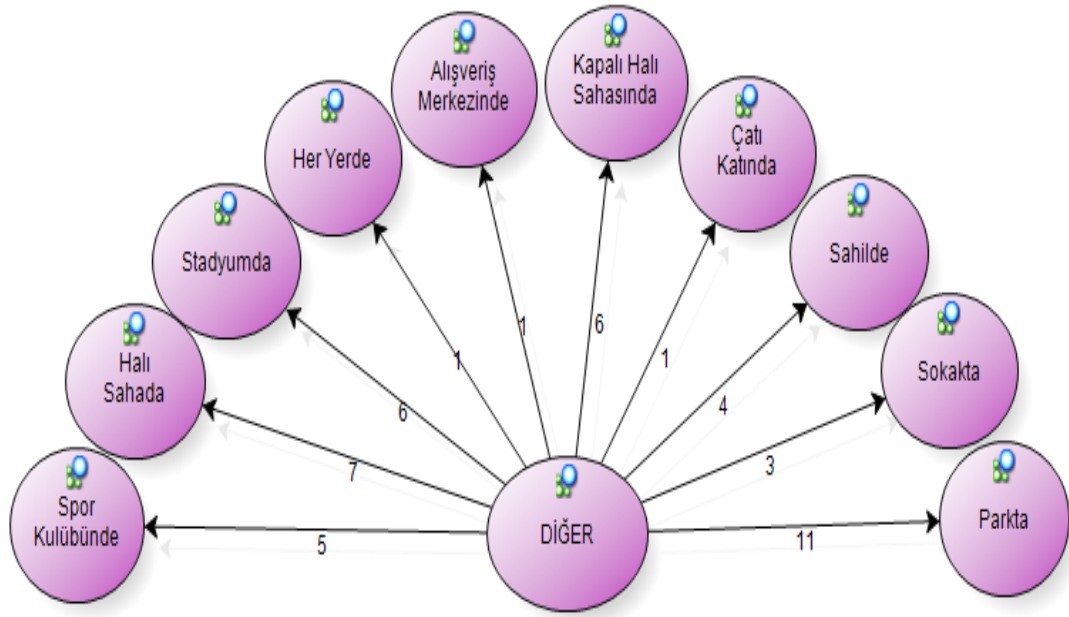 Alışveriş
Merkezinde
Kapalı Halı
Sahasında
Her Yerde
Çatı
Katında
Stadyumda
Sahilde
Halı
Sahada
Sokakta
Spor
Kulübünde
Parkta
DİĞER
1
6
1
1
6
4
7
3
5
11